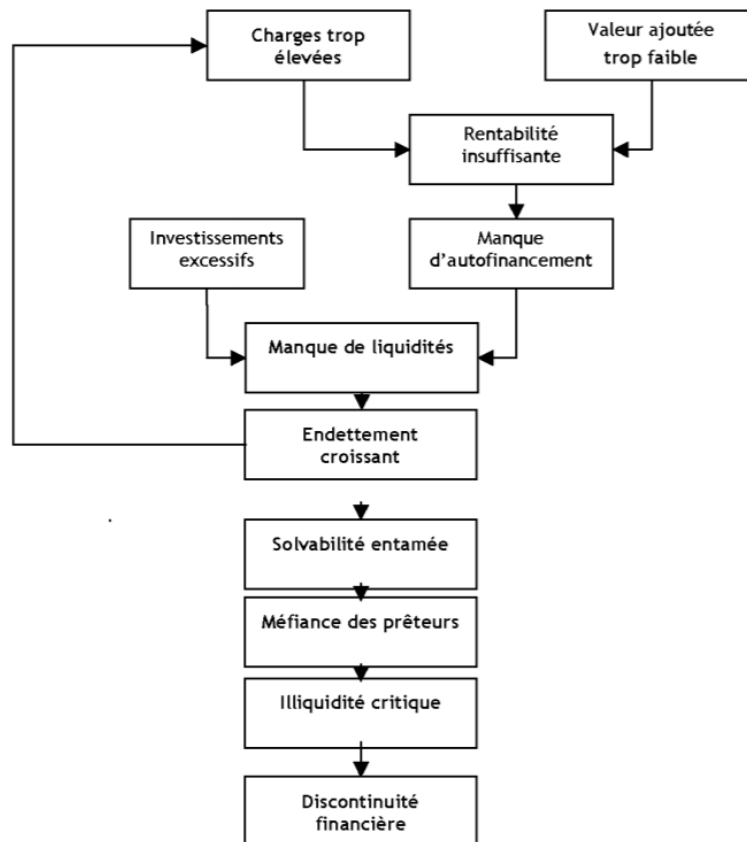 Charges trop
élevées
Valeur ajoutée
trop faible
Rentabilité
insuffisante
Investissements
excessifs
Manque
d'autofinancement
Manque de liquidités
Endettement
croissant
Solvabilité entamée
Méfiance des prêteurs
Illiquidité critique
Discontinuité
financière